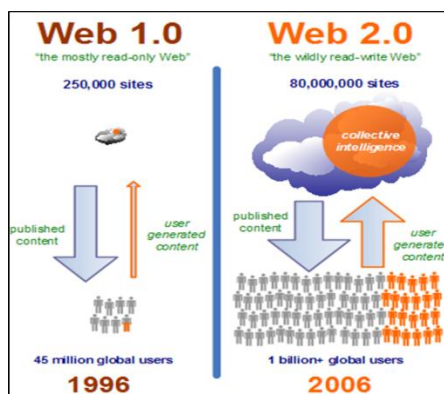 Web 1.0
"the mostly read-only Web"
250,000 sites
published
content
user
generated
content
45 million global users
1996
Web 2.0
"the wildly read-write Web"
80,000,000 sites
collective
intelligence
published
content
user
generated
content
1 billion+ global users
2006